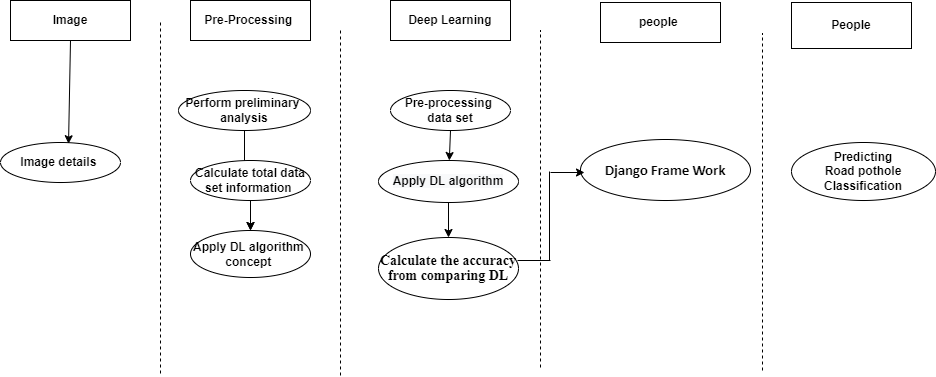 Image
Pre-Processing
Deep Learning
people
People
Image details
Perform preliminary
analysis
Calculate total data
set information
Apply DL algorithm
concept
Pre-processing
data set
Apply DL algorithm
Calculate the accuracy
from comparing DL
Django Frame Work
Predicting
Road pothole
Classification